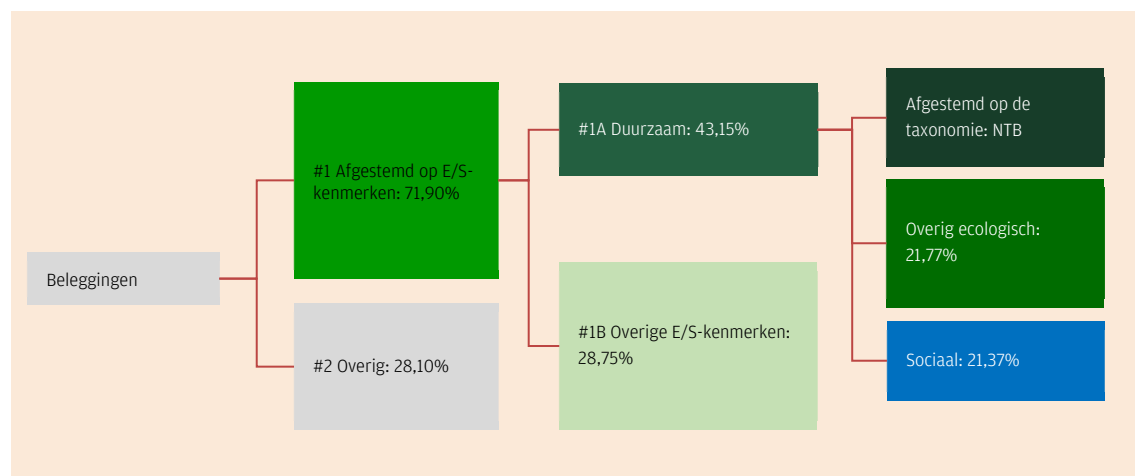 Beleggingen
#1 Afgestemd op E/S-
kenmerken: 71,90%
#2 Overig: 28,10%
#1A Duurzaam: 43,15%
#1B Overige E/S-kenmerken:
28,75%
Afgestemd op de
taxonomie: NTB
Overig ecologisch:
21,77%
Sociaal: 21,37%